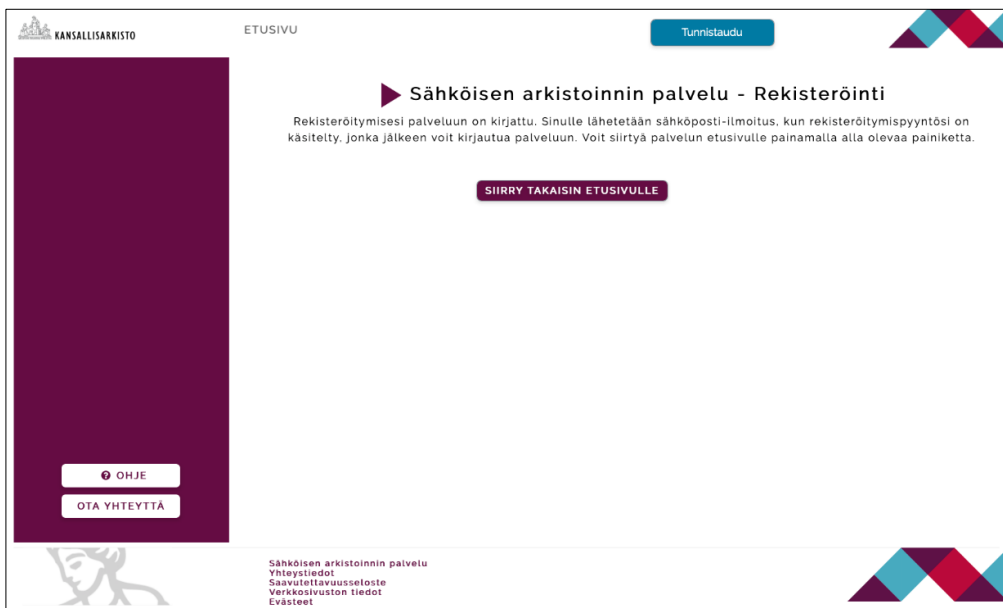 KANSALLISARKISTO
ETUSIVU
Tunnistaudu
Sähköisen arkistoinnin palvelu - Rekisteröinti
Rekisteröitymisesi palveluun on kirjattu. Sinulle lähetetään sähköposti-ilmoitus, kun rekisteröitymispyyntösi on
käsitelty, jonka jälkeen voit kirjautua palveluun. Voit siirtyä palvelun etusivulle painamalla alla olevaa painiketta.
SIIRRY TAKAISIN ETUSIVULLE
OHJE
OTA YHTEYTTÄ
Sähköisen arkistoinnin palvelu
Yhteystiedot
Saavutettavuusseloste
Verkkosivuston tiedot
Evästeet